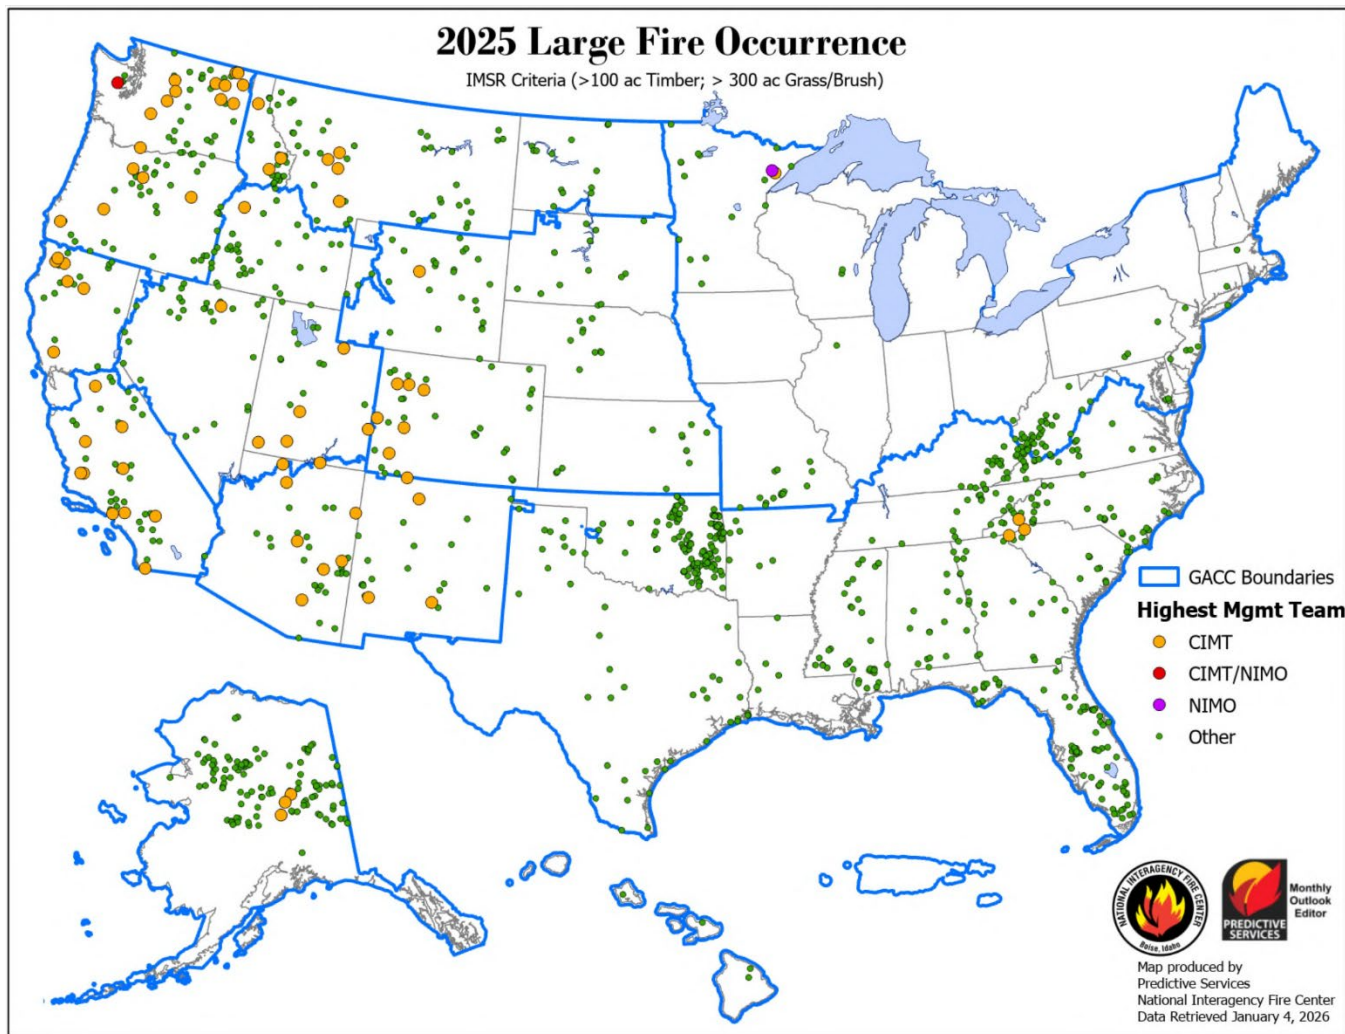 2025 Large Fire Occurrence
IMSR Criteria (>100 ac Timber; > 300 ac Grass/Brush)
GACC Boundaries
Highest Mgmt Team
CIMT
CIMT/NIMO
NIMO
Other
NATIONAL INTERAGENCY FIRE CENTER
Boise, Idaho
PREDICTIVE
SERVICES
Monthly
Outlook
Editor
Map produced by
Predictive Services
National Interagency Fire Center
Data Retrieved January 4, 2026